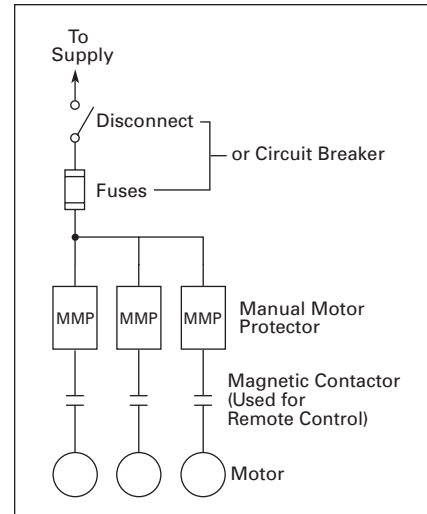 To
Supply
Disconnect
or Circuit Breaker
Fuses
MMP
MMP
MMP
Manual Motor
Protector
Magnetic Contactor
(Used for
Remote Control)
Motor